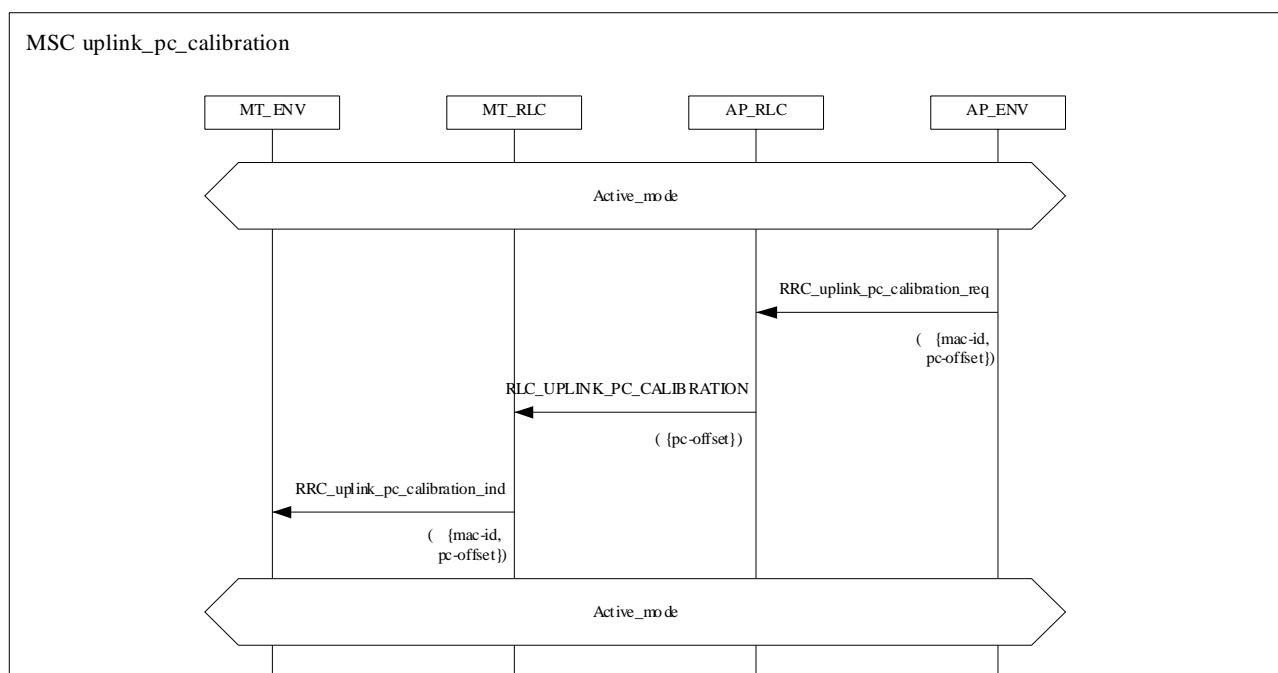 MSC uplink_pc_calibration
MT_ENV MT_RLC AP_RLC AP_ENV
Active_mode
RRC_uplink_pc_calibration_req
( {mac-id,
pc-offset})
RLC_UPLINK_PC_CALIBRATION
( {pc-offset})
RRC_uplink_pc_calibration_ind
( {mac-id,
pc-offset})
Active_mode